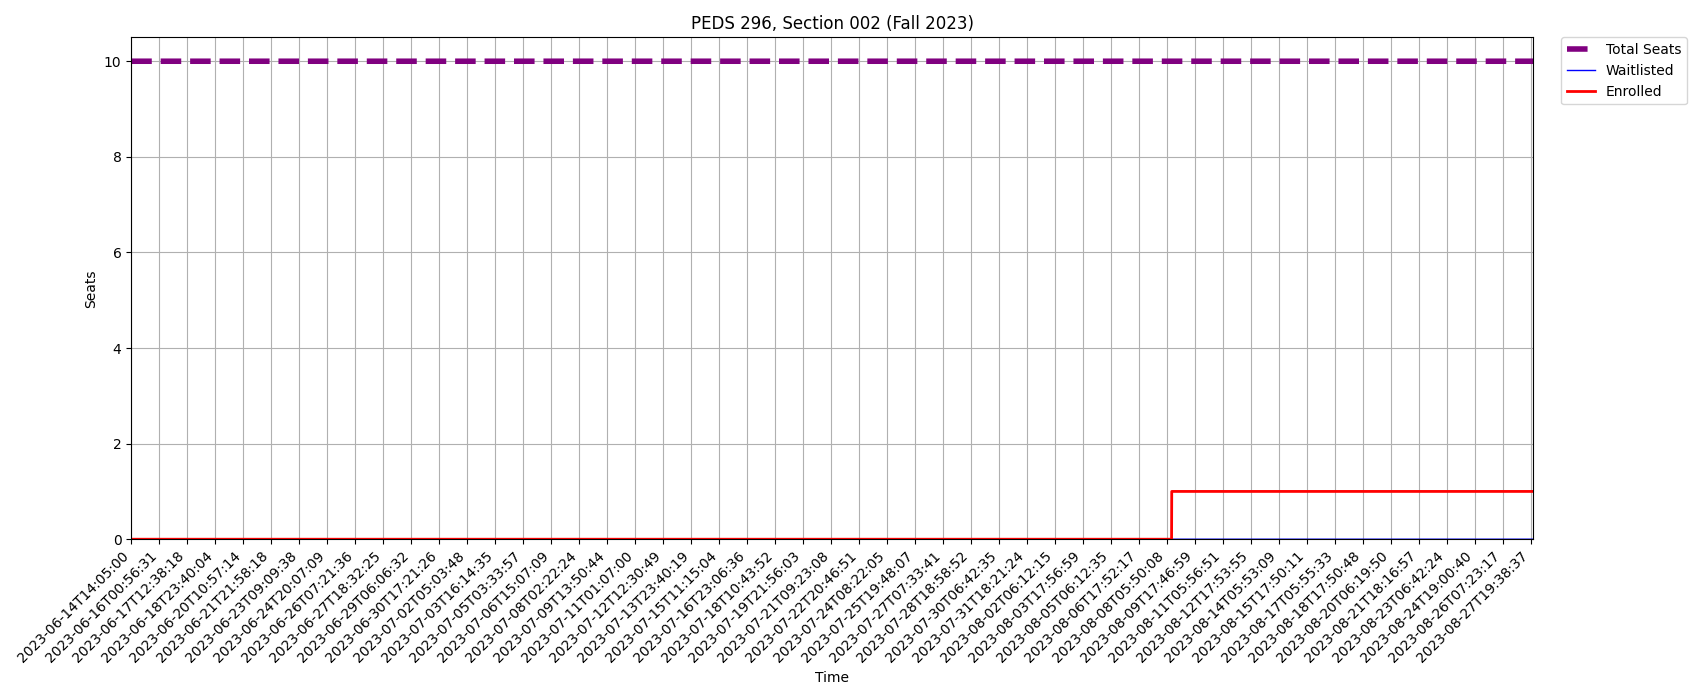 PEDS 296, Section 002 (Fall 2023)
Total Seats
Waitlisted
Enrolled
10
8
6
4
2
0
Seats
2023-06-14T14:05:00
2023-06-16T00:56:31
2023-06-17T12:38:18
2023-06-18T23:40:04
2023-06-20T10:57:14
2023-06-21T21:58:18
2023-06-23T09:09:38
2023-06-24T20:07:09
2023-06-26T07:21:36
2023-06-27T18:32:25
2023-06-29T06:06:32
2023-06-30T17:21:26
2023-07-02T05:03:48
2023-07-03T16:14:35
2023-07-05T03:33:57
2023-07-06T15:07:09
2023-07-08T02:22:24
2023-07-09T13:50:44
2023-07-11T01:07:00
2023-07-12T12:30:49
2023-07-13T23:40:19
2023-07-15T11:15:04
2023-07-16T23:06:36
2023-07-18T10:43:52
2023-07-19T21:56:03
2023-07-21T09:23:08
2023-07-22T20:46:51
2023-07-24T08:22:05
2023-07-25T19:48:07
2023-07-27T07:33:41
2023-07-28T18:58:52
2023-07-30T06:42:35
2023-07-31T18:21:24
2023-08-02T06:12:15
2023-08-03T17:56:59
2023-08-05T06:12:35
2023-08-06T17:52:17
2023-08-08T05:50:08
2023-08-09T17:46:59
2023-08-11T05:56:51
2023-08-12T17:53:55
2023-08-14T05:53:09
2023-08-15T17:50:11
2023-08-17T05:55:33
2023-08-18T17:50:48
2023-08-20T06:19:50
2023-08-21T18:16:57
2023-08-23T06:42:24
2023-08-24T19:00:40
2023-08-26T07:23:17
2023-08-27T19:38:37
Time